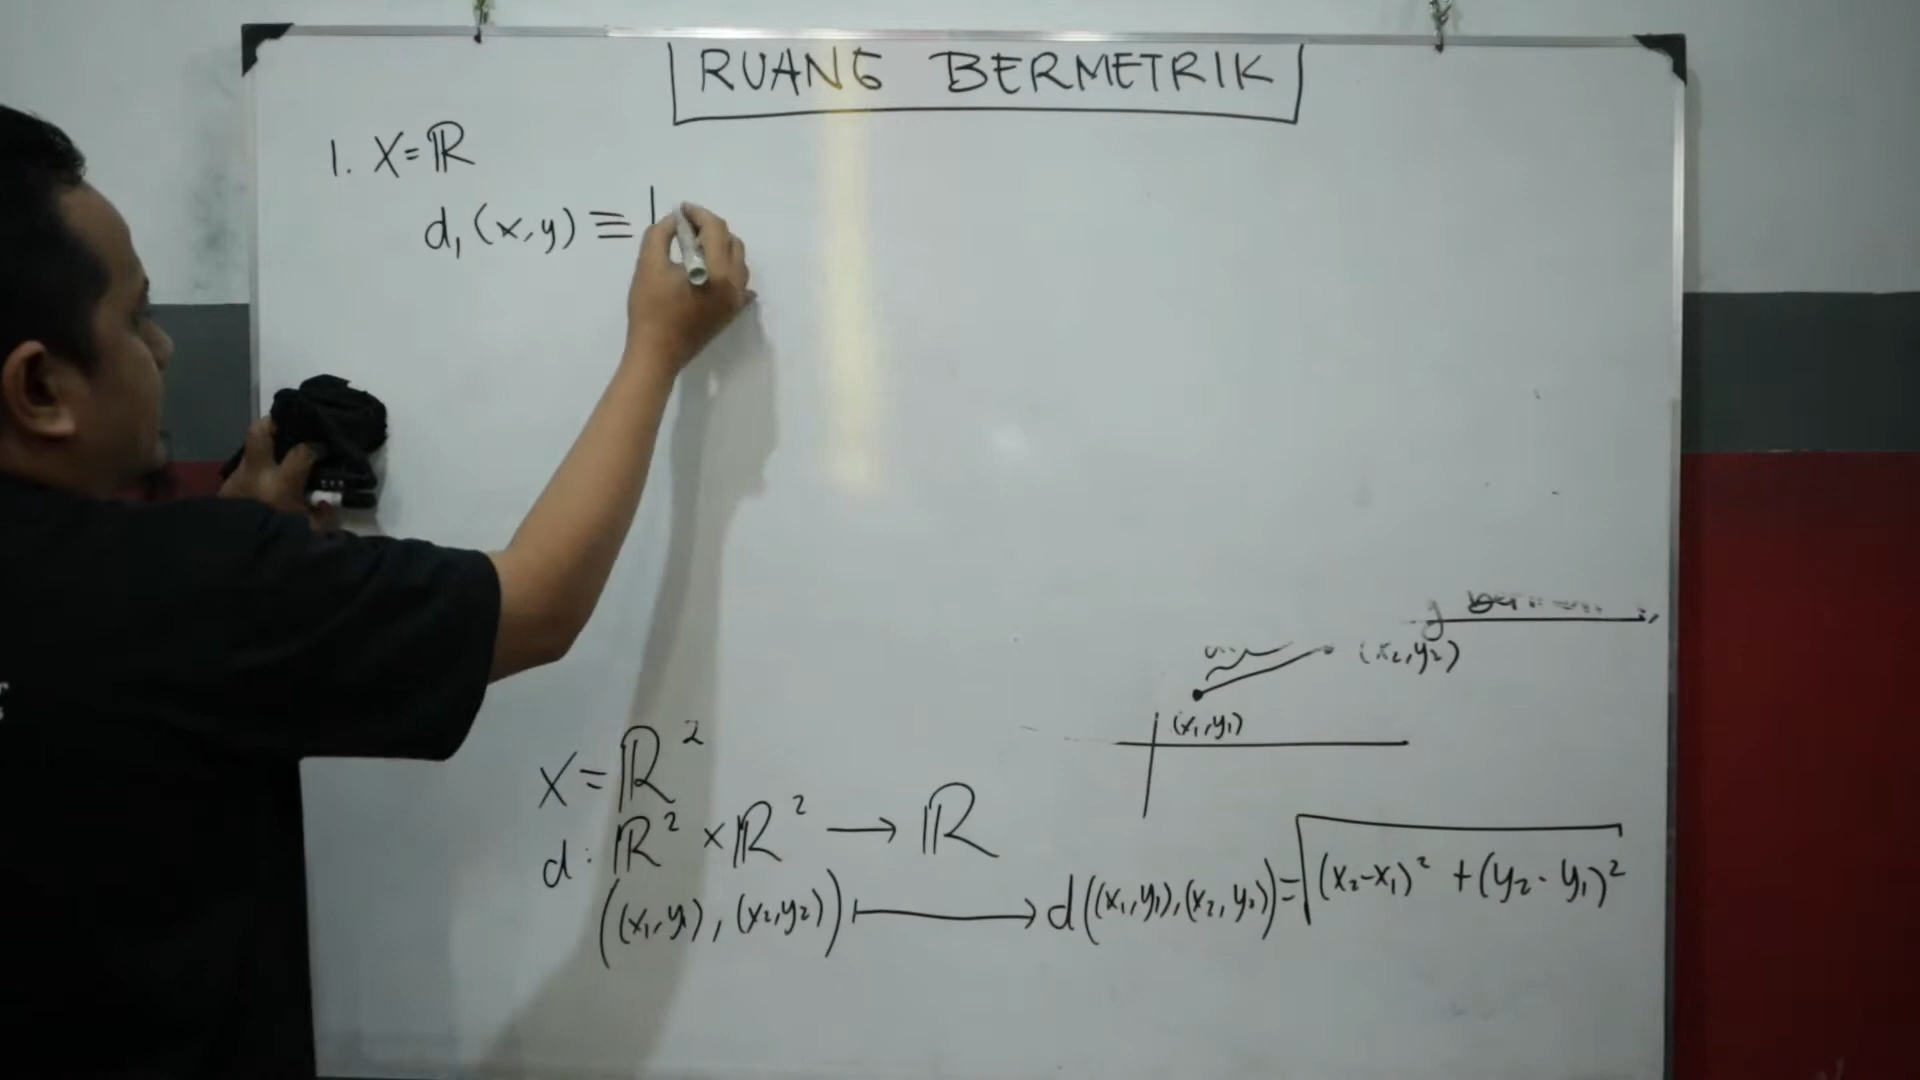 RUANG BERMETRIK
1. X = ℝ
d₁(x,y) ≡ |
(x₂,y₂)
(x₁,y₁)
X = ℝ²
d : ℝ² × ℝ² → ℝ
((x₁,y₁), (x₂,y₂)) ⟼ d((x₁,y₁),(x₂,y₂)) = √((x₂-x₁)² + (y₂-y₁)²)